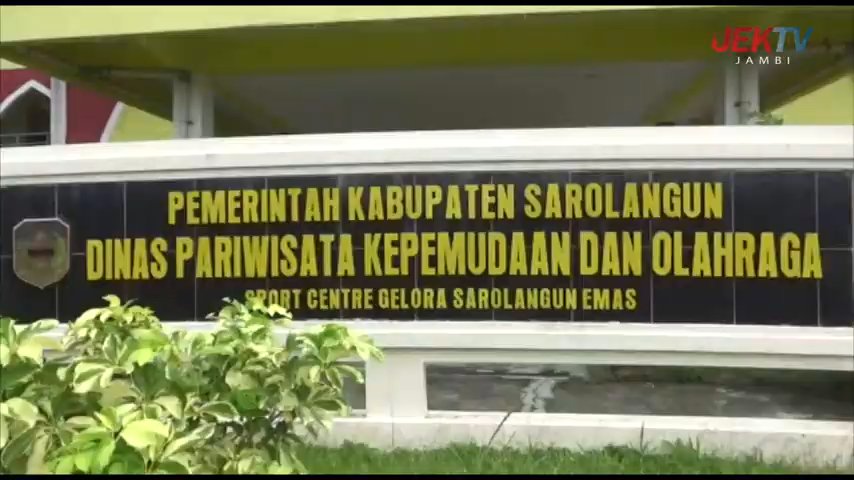 JEKTV
JAMBI
PEMERINTAH KABUPATEN SAROLANGUN
DINAS PARIWISATA KEPEMUDAAN DAN OLAHRAGA
SPORT CENTRE GELORA SAROLANGUN EMAS